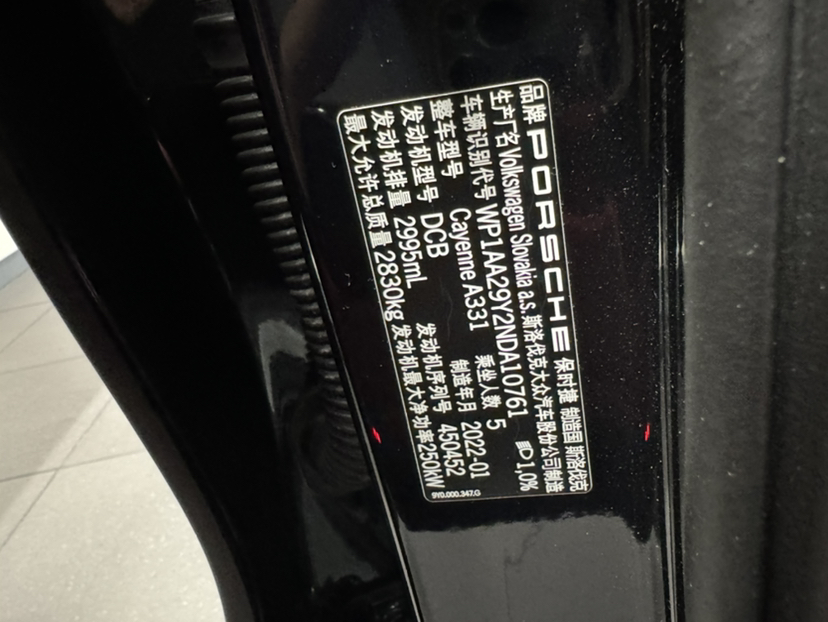 品牌 PORSCHE 保时捷 制造国 斯洛伐克
生产厂名 Volkswagen Slovakia a.s. 斯洛伐克大众汽车股份公司制造
车辆识别代号 WP1AA29Y2NDA10761 1,0%
整车型号 Cayenne A331 乘坐人数 5
发动机型号 DCB 制造年月 2022-01
发动机排量 2995mL 发动机序列号 450452
最大允许总质量 2830kg 发动机最大净功率 250kW
9Y0.000.347.G